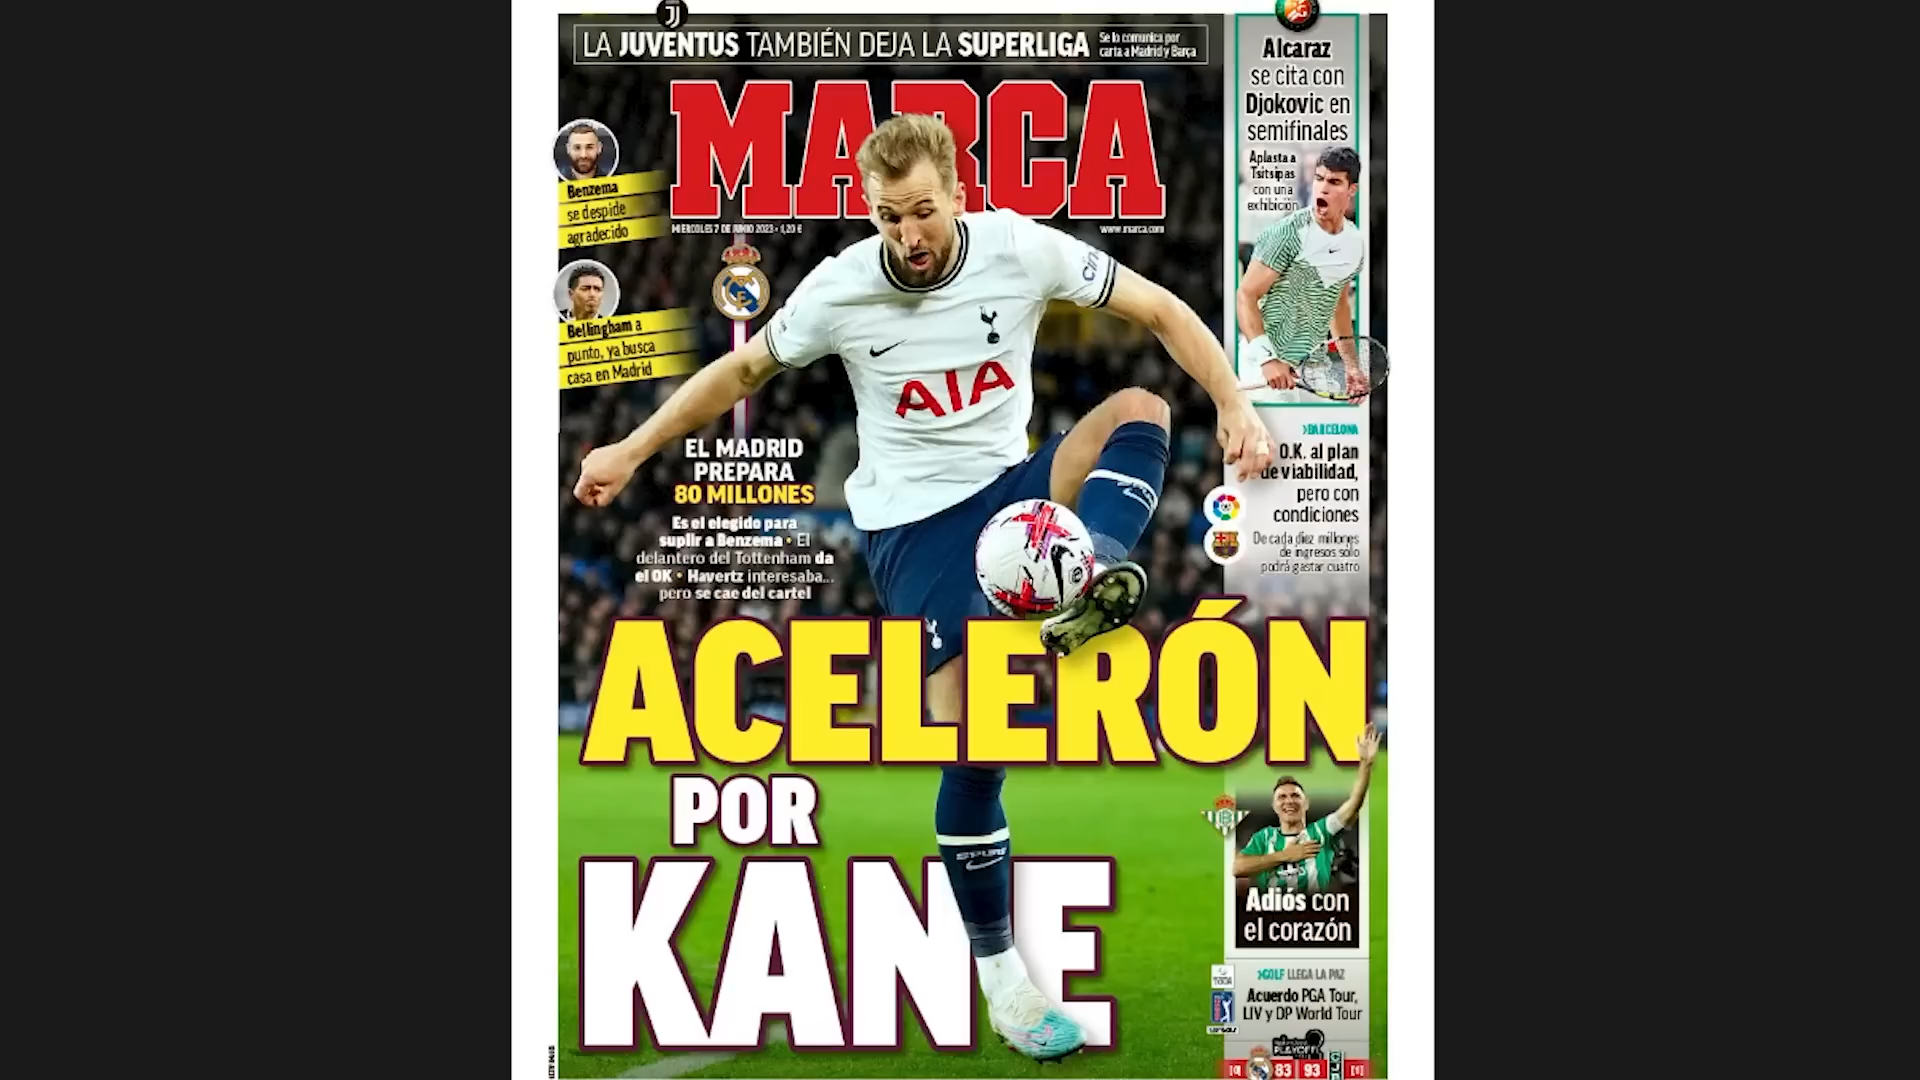 LA JUVENTUS TAMBIÉN DEJA LA SUPERLIGA
Se lo comunica por
carta a Madrid y Barça
MARCA
MIÉRCOLES 7 DE JUNIO 2023 • 1,20 €
www.marca.com
Benzema
se despide
agradecido
Bellingham a
punto, ya busca
casa en Madrid
EL MADRID
PREPARA
80 MILLONES
Es el elegido para
suplir a Benzema • El
delantero del Tottenham da
el OK • Havertz interesaba...
pero se cae del cartel
AIA
ACELERÓN
POR
KANE
SPURS
Alcaraz
se cita con
Djokovic en
semifinales
Aplasta a
Tsitsipas
con una
exhibición
>BARCELONA
O.K. al plan
de viabilidad,
pero con
condiciones
De cada diez millones
de ingresos sólo
podrá gastar cuatro
Adiós con
el corazón
>GOLF LLEGA LA PAZ
Acuerdo PGA Tour,
LIV y DP World Tour
PLAYOFF
[0] 83 93 [1]